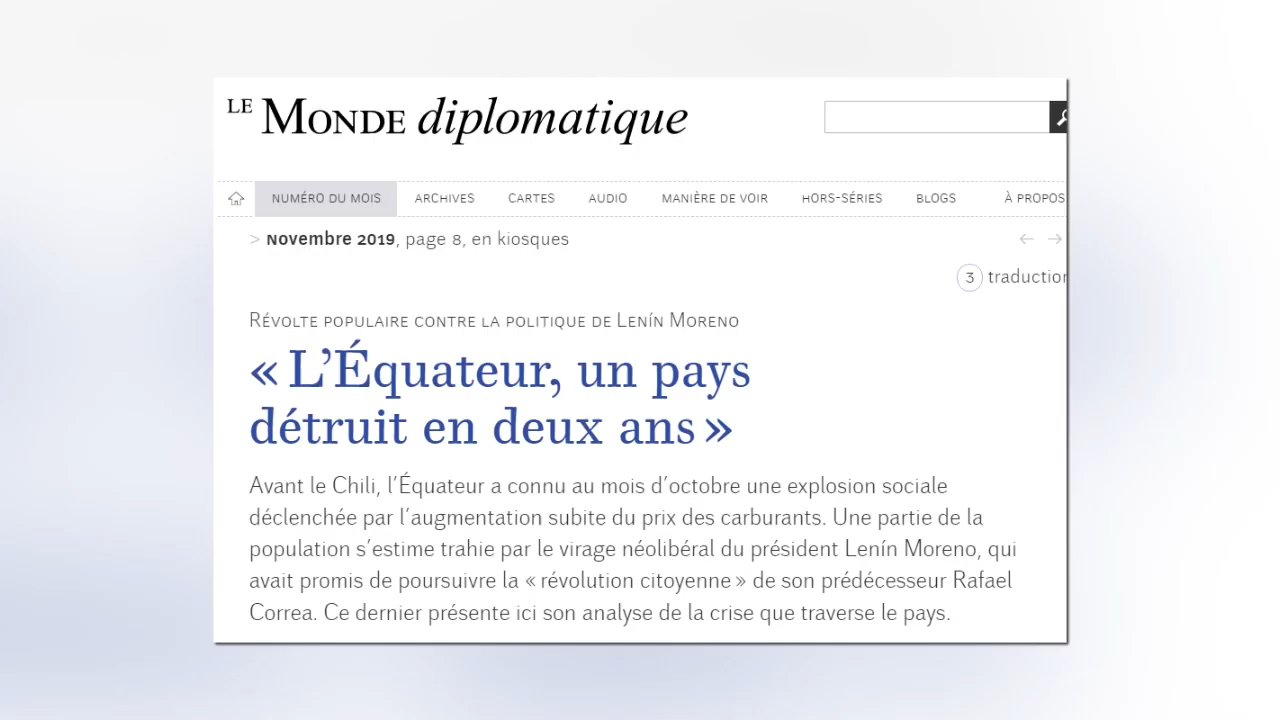 LE MONDE diplomatique
NUMÉRO DU MOIS ARCHIVES CARTES AUDIO MANIÈRE DE VOIR HORS-SÉRIES BLOGS À PROPOS
> Novembre 2019, page 8, en kiosques ← →
3 traduction
Révolte populaire contre la politique de Lenín Moreno
« L’Équateur, un pays
détruit en deux ans »
Avant le Chili, l’Équateur a connu au mois d’octobre une explosion sociale
déclenchée par l’augmentation subite du prix des carburants. Une partie de la
population s’estime trahie par le virage néolibéral du président Lenín Moreno, qui
avait promis de poursuivre la « révolution citoyenne » de son prédécesseur Rafael
Correa. Ce dernier présente ici son analyse de la crise que traverse le pays.